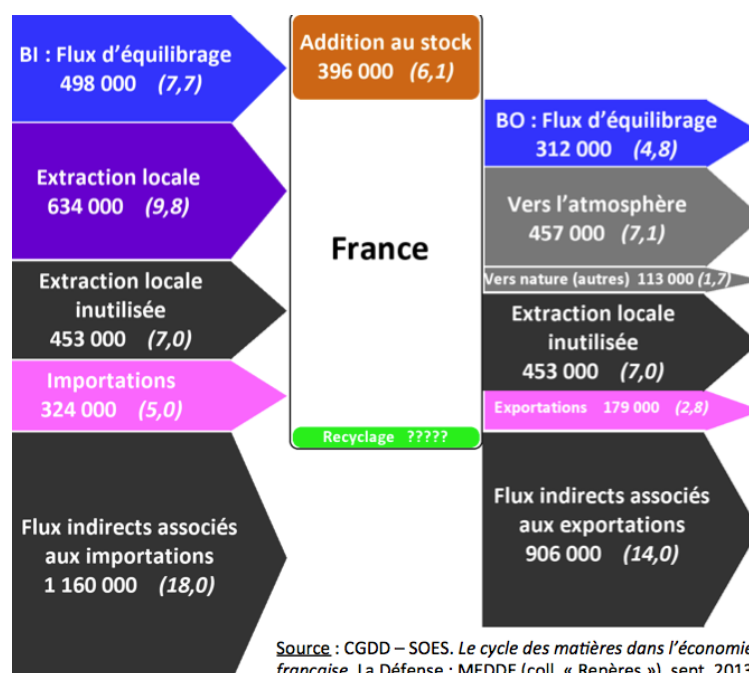 BI : Flux d'équilibrage
498 000 (7,7)
Extraction locale
634 000 (9,8)
Extraction locale
inutilisée
453 000 (7,0)
Importations
324 000 (5,0)
Flux indirects associés
aux importations
1 160 000 (18,0)
Addition au stock
396 000 (6,1)
France
Recyclage ?????
BO : Flux d'équilibrage
312 000 (4,8)
Vers l'atmosphère
457 000 (7,1)
Vers nature (autres) 113 000 (1,7)
Extraction locale
inutilisée
453 000 (7,0)
Exportations 179 000 (2,8)
Flux indirects associés
aux exportations
906 000 (14,0)
Source : CGDD – SOES. Le cycle des matières dans l'économie
française. La Défense : MEDDE (coll. « Repères »), sept. 2013